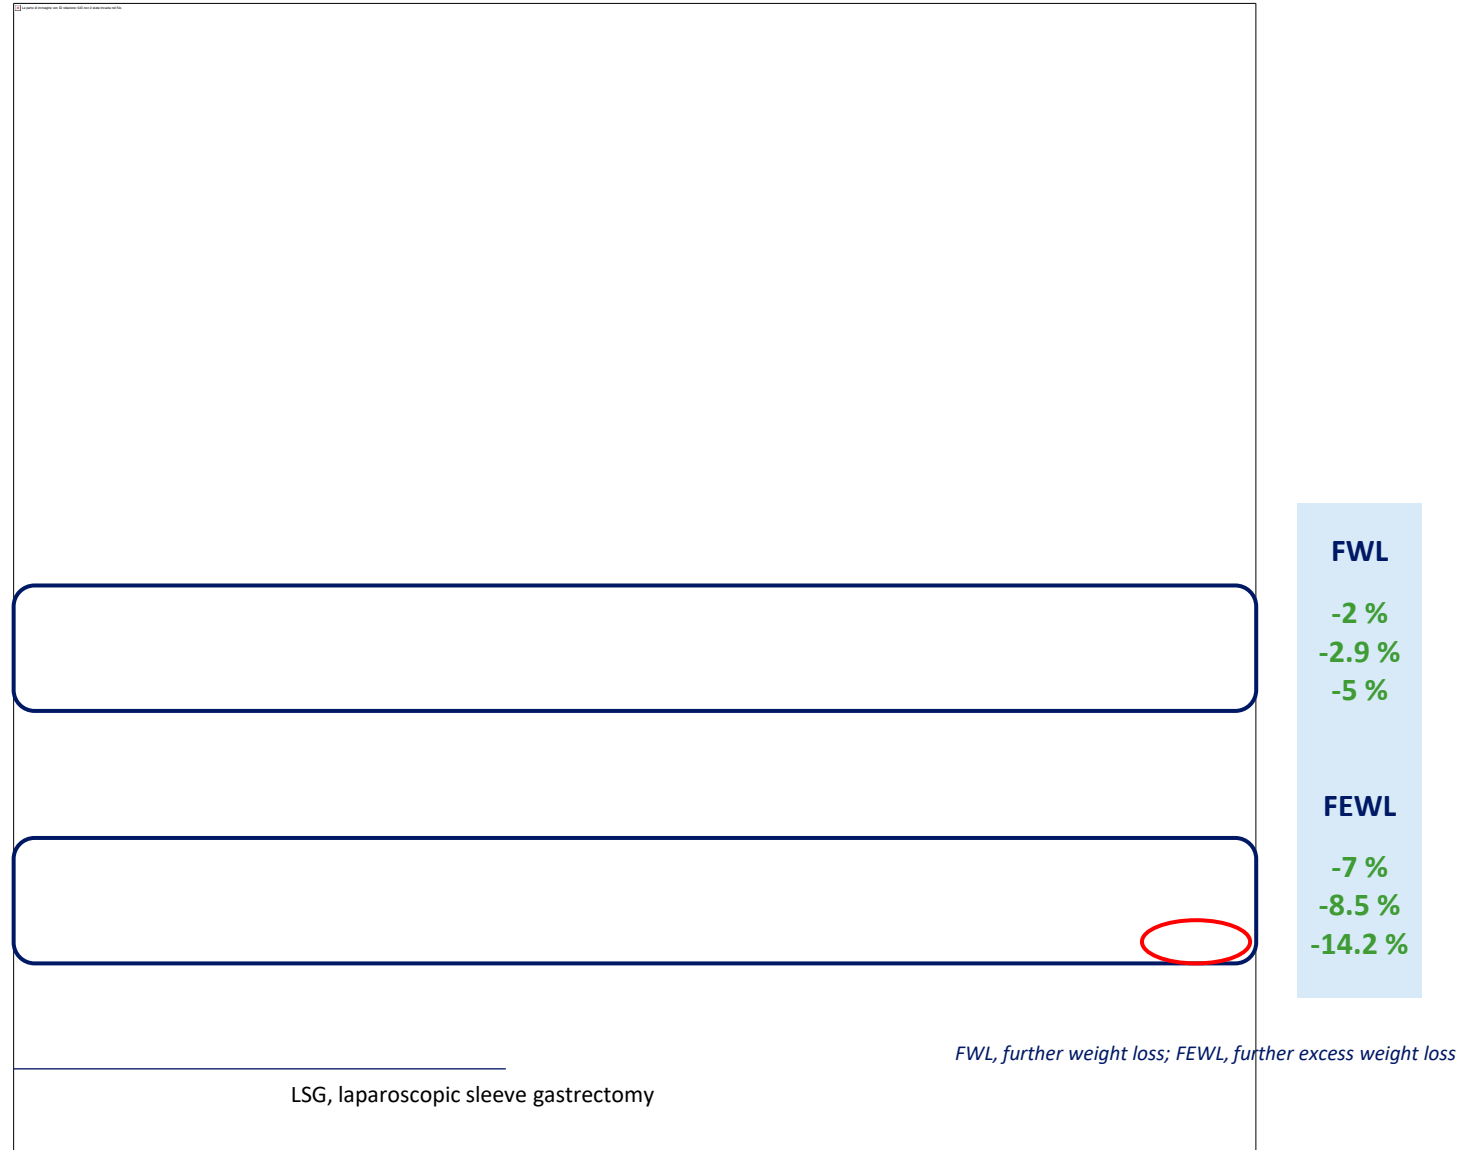 FWL
-2 %
-2.9 %
-5 %
FEWL
-7 %
-8.5 %
-14.2 %
FWL, further weight loss; FEWL, further excess weight loss
LSG, laparoscopic sleeve gastrectomy